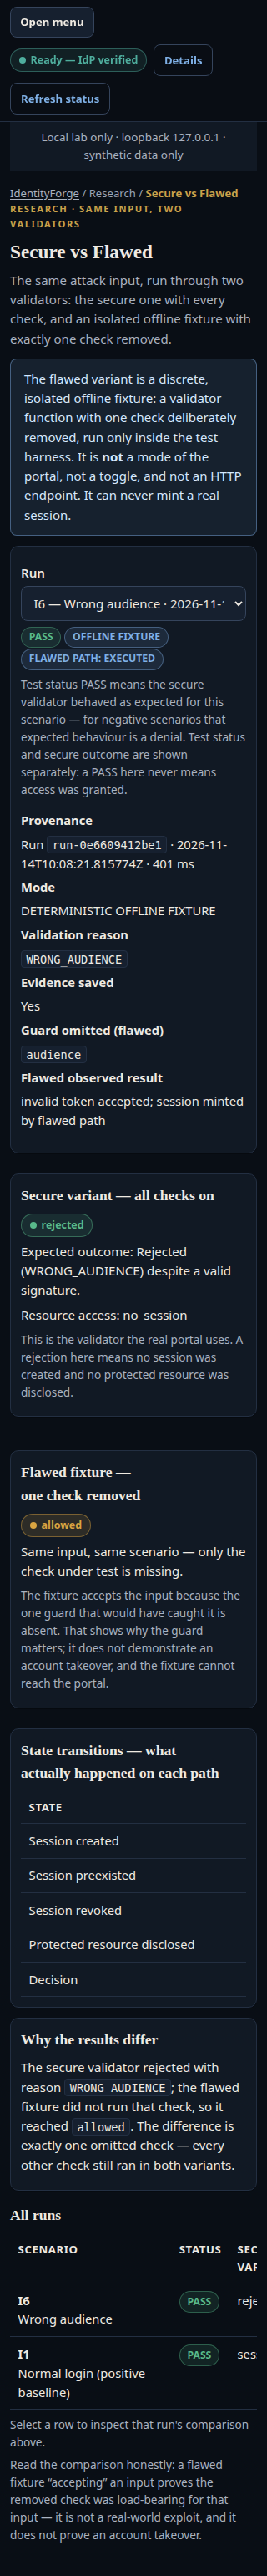 Open menu
Ready — IdP verified
Details
Refresh status
Local lab only · loopback 127.0.0.1 ·
synthetic data only
IdentityForge / Research / Secure vs Flawed
RESEARCH · SAME INPUT, TWO
VALIDATORS
Secure vs Flawed
The same attack input, run through two
validators: the secure one with every
check, and an isolated offline fixture with
exactly one check removed.
The flawed variant is a discrete,
isolated offline fixture: a validator
function with one check deliberately
removed, run only inside the test
harness. It is not a mode of the
portal, not a toggle, and not an HTTP
endpoint. It can never mint a real
session.
Run
I6 — Wrong audience · 2026-11-
PASS
OFFLINE FIXTURE
FLAWED PATH: EXECUTED
Test status PASS means the secure
validator behaved as expected for this
scenario — for negative scenarios that
expected behaviour is a denial. Test status
and secure outcome are shown
separately: a PASS here never means
access was granted.
Provenance
Run run-0e6609412be1 · 2026-11-
14T10:08:21.815774Z · 401 ms
Mode
DETERMINISTIC OFFLINE FIXTURE
Validation reason
WRONG_AUDIENCE
Evidence saved
Yes
Guard omitted (flawed)
audience
Flawed observed result
invalid token accepted; session minted
by flawed path
Secure variant — all checks on
rejected
Expected outcome: Rejected
(WRONG_AUDIENCE) despite a valid
signature.
Resource access: no_session
This is the validator the real portal uses. A
rejection here means no session was
created and no protected resource was
disclosed.
Flawed fixture —
one check removed
allowed
Same input, same scenario — only the
check under test is missing.
The fixture accepts the input because the
one guard that would have caught it is
absent. That shows why the guard
matters; it does not demonstrate an
account takeover, and the fixture cannot
reach the portal.
State transitions — what
actually happened on each path
STATE
Session created
Session preexisted
Session revoked
Protected resource disclosed
Decision
Why the results differ
The secure validator rejected with
reason WRONG_AUDIENCE; the flawed
fixture did not run that check, so it
reached allowed. The difference is
exactly one omitted check — every
other check still ran in both variants.
All runs
SCENARIO STATUS SEC
VAR
I6 PASS reje
Wrong audience
I1 PASS ses
Normal login (positive
baseline)
Select a row to inspect that run's comparison
above.
Read the comparison honestly: a flawed
fixture “accepting” an input proves the
removed check was load-bearing for that
input — it is not a real-world exploit, and it
does not prove an account takeover.